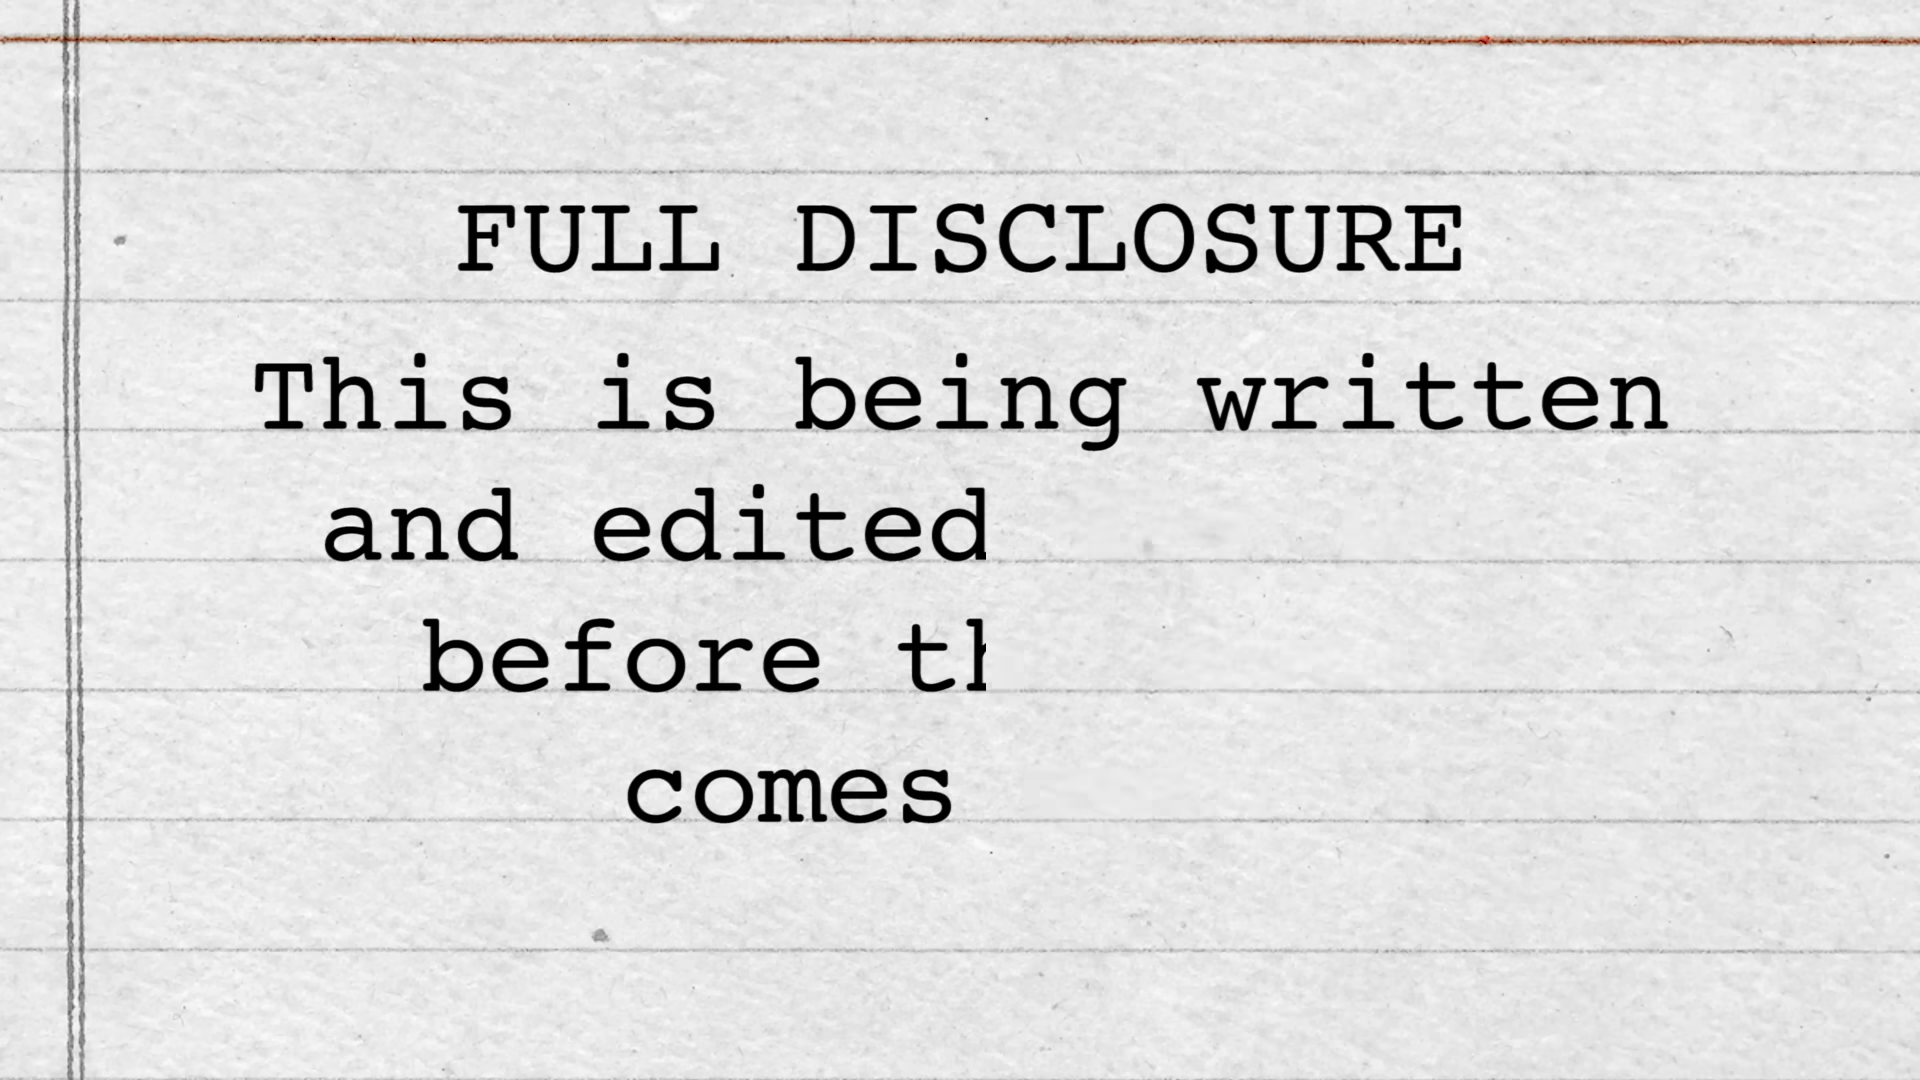 FULL DISCLOSURE
This is being written
and edited
before
comes